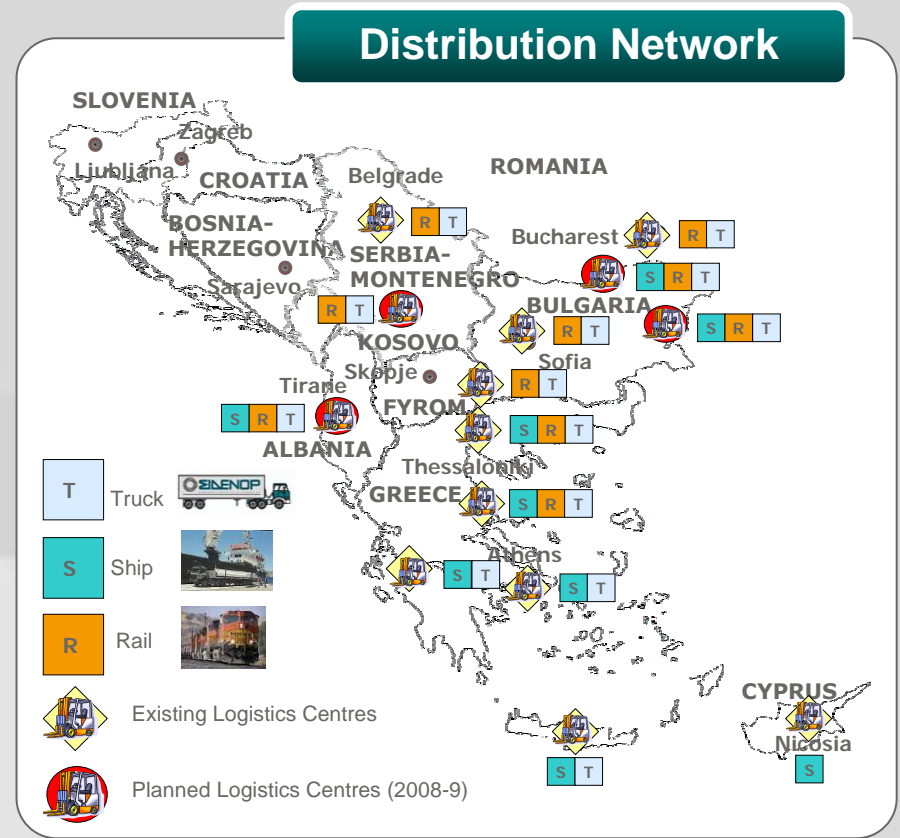 Distribution Network
SLOVENIA
Zagreb
Ljubljana
CROATIA
Belgrade
ROMANIA
R T
BOSNIA-
HERZEGOVINA
Bucharest
R T
SERBIA-
MONTENEGRO
S R T
Sarajevo
R T
BULGARIA
S R T
R T
KOSOVO
Sofia
Skopje
R T
Tirane
FYROM
S R T
S R T
ALBANIA
Thessaloniki
GREECE
S R T
Athens
S T
S T
T
Truck
ΣΙΔΕΝΟΡ
S
Ship
R
Rail
CYPRUS
Nicosia
S T
S
Existing Logistics Centres
Planned Logistics Centres (2008-9)